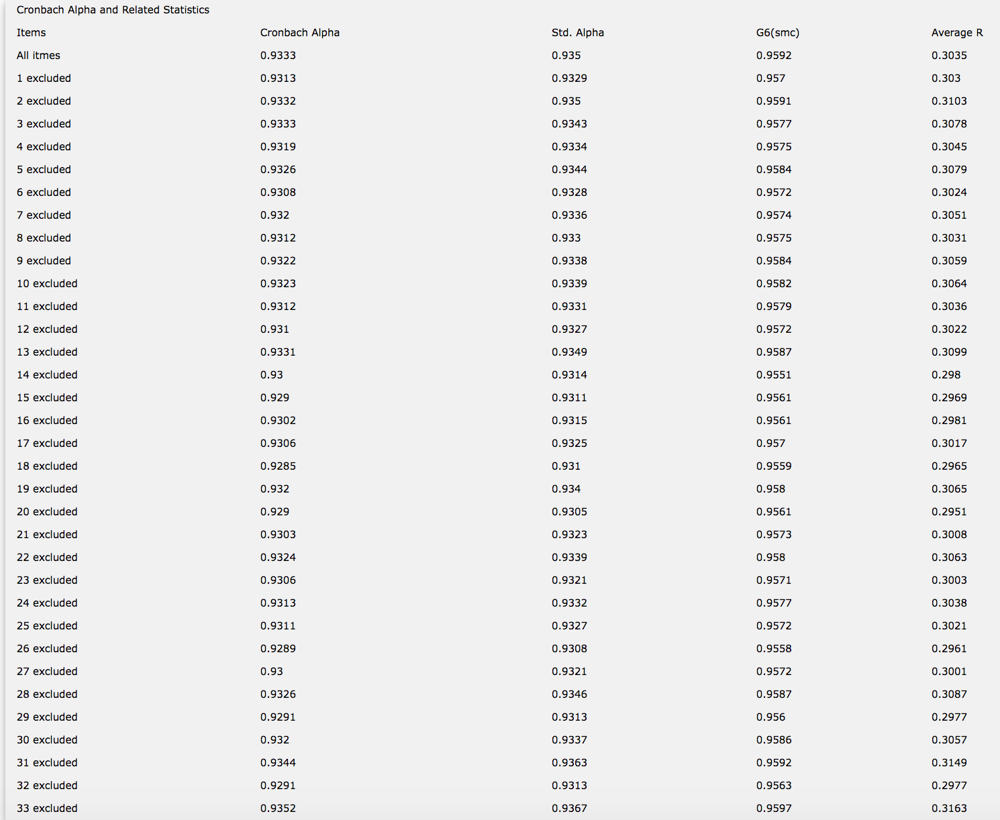 Cronbach Alpha and Related Statistics
Items Cronbach Alpha Std. Alpha G6(smc) Average R
All itmes 0.9333 0.935 0.9592 0.3035
1 excluded 0.9313 0.9329 0.957 0.303
2 excluded 0.9332 0.935 0.9591 0.3103
3 excluded 0.9333 0.9343 0.9577 0.3078
4 excluded 0.9319 0.9334 0.9575 0.3045
5 excluded 0.9326 0.9344 0.9584 0.3079
6 excluded 0.9308 0.9328 0.9572 0.3024
7 excluded 0.932 0.9336 0.9574 0.3051
8 excluded 0.9312 0.933 0.9575 0.3031
9 excluded 0.9322 0.9338 0.9584 0.3059
10 excluded 0.9323 0.9339 0.9582 0.3064
11 excluded 0.9312 0.9331 0.9579 0.3036
12 excluded 0.931 0.9327 0.9572 0.3022
13 excluded 0.9331 0.9349 0.9587 0.3099
14 excluded 0.93 0.9314 0.9551 0.298
15 excluded 0.929 0.9311 0.9561 0.2969
16 excluded 0.9302 0.9315 0.9561 0.2981
17 excluded 0.9306 0.9325 0.957 0.3017
18 excluded 0.9285 0.931 0.9559 0.2965
19 excluded 0.932 0.934 0.958 0.3065
20 excluded 0.929 0.9305 0.9561 0.2951
21 excluded 0.9303 0.9323 0.9573 0.3008
22 excluded 0.9324 0.9339 0.958 0.3063
23 excluded 0.9306 0.9321 0.9571 0.3003
24 excluded 0.9313 0.9332 0.9577 0.3038
25 excluded 0.9311 0.9327 0.9572 0.3021
26 excluded 0.9289 0.9308 0.9558 0.2961
27 excluded 0.93 0.9321 0.9572 0.3001
28 excluded 0.9326 0.9346 0.9587 0.3087
29 excluded 0.9291 0.9313 0.956 0.2977
30 excluded 0.932 0.9337 0.9586 0.3057
31 excluded 0.9344 0.9363 0.9592 0.3149
32 excluded 0.9291 0.9313 0.9563 0.2977
33 excluded 0.9352 0.9367 0.9597 0.3163